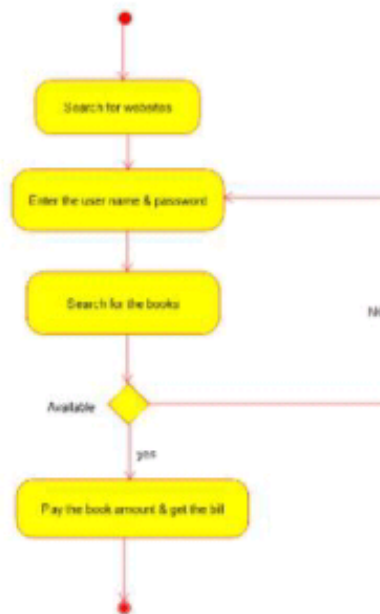 Search for websites
Enter the user name & password
Search for the books
Available
yes
Pay the book amount & get the bill